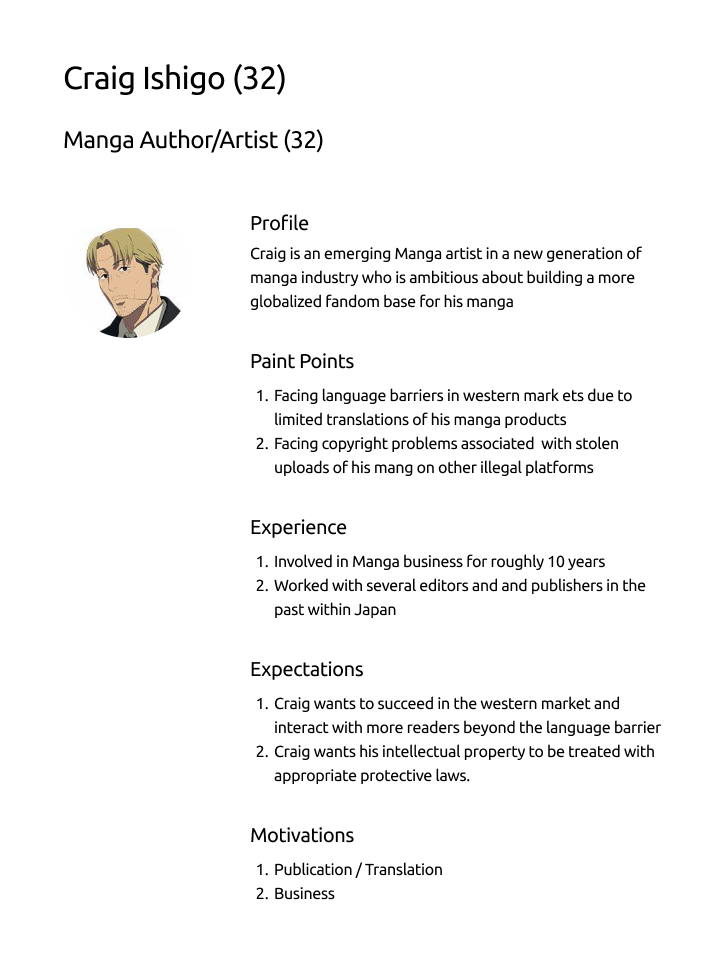 Craig Ishigo (32)
Manga Author/Artist (32)
Profile
Craig is an emerging Manga artist in a new generation of
manga industry who is ambitious about building a more
globalized fandom base for his manga
Paint Points
1. Facing language barriers in western mark ets due to
limited translations of his manga products
2. Facing copyright problems associated  with stolen
uploads of his mang on other illegal platforms
Experience
1. Involved in Manga business for roughly 10 years
2. Worked with several editors and and publishers in the
past within Japan
Expectations
1. Craig wants to succeed in the western market and
interact with more readers beyond the language barrier
2. Craig wants his intellectual property to be treated with
appropriate protective laws.
Motivations
1. Publication / Translation
2. Business